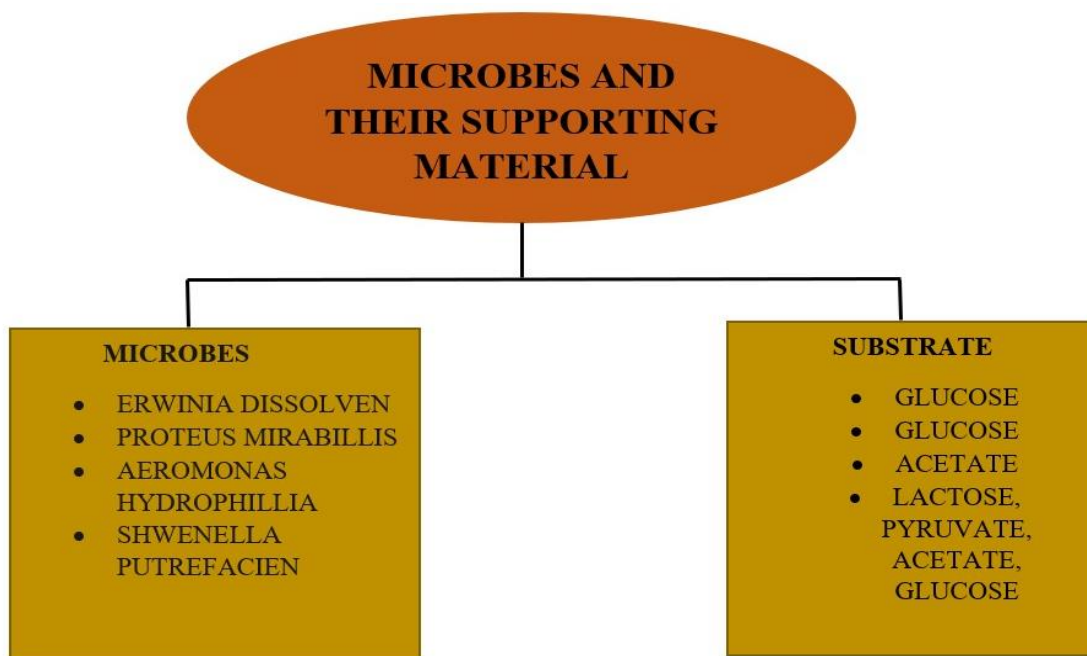 MICROBES AND
THEIR SUPPORTING
MATERIAL
MICROBES
• ERWINIA DISSOLVEN
• PROTEUS MIRABILLIS
• AEROMONAS
HYDROPHILLIA
• SHWENELLA
PUTREFACIEN
SUBSTRATE
• GLUCOSE
• GLUCOSE
• ACETATE
• LACTOSE,
PYRUVATE,
ACETATE,
GLUCOSE